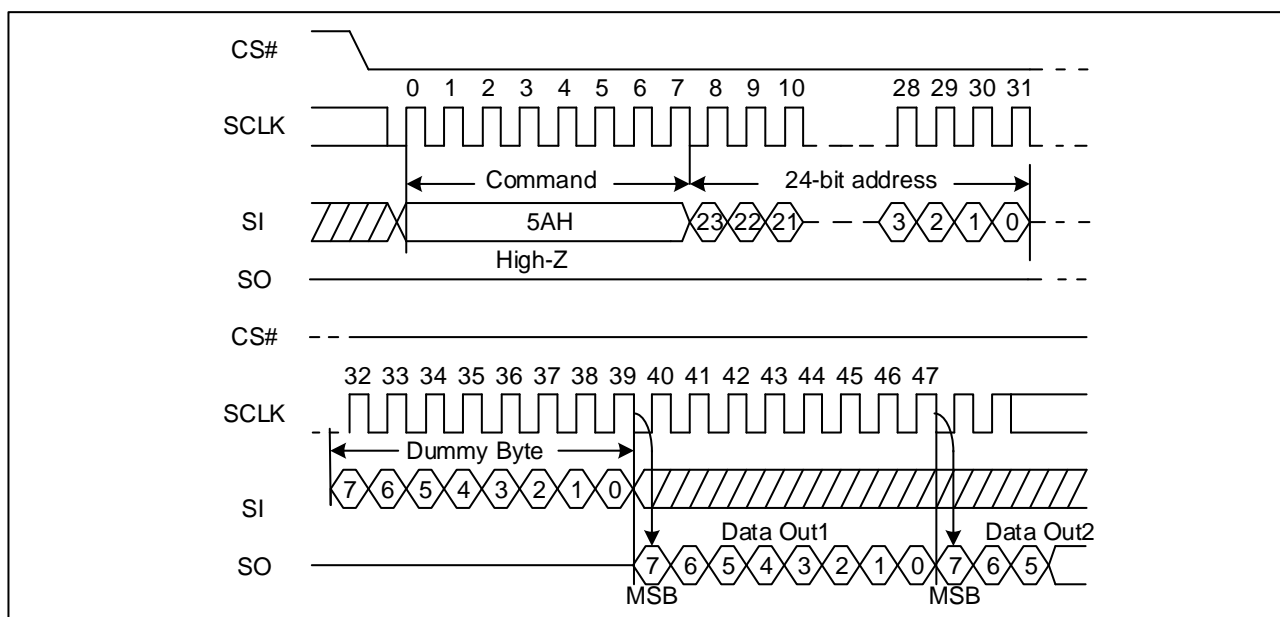 CS#
0 1 2 3 4 5 6 7 8 9 10 28 29 30 31
SCLK
Command 24-bit address
SI 5AH 23 22 21 3 2 1 0
High-Z
SO
CS#
32 33 34 35 36 37 38 39 40 41 42 43 44 45 46 47
SCLK
Dummy Byte
SI 7 6 5 4 3 2 1 0
Data Out1 Data Out2
SO 7 6 5 4 3 2 1 0 7 6 5
MSB MSB